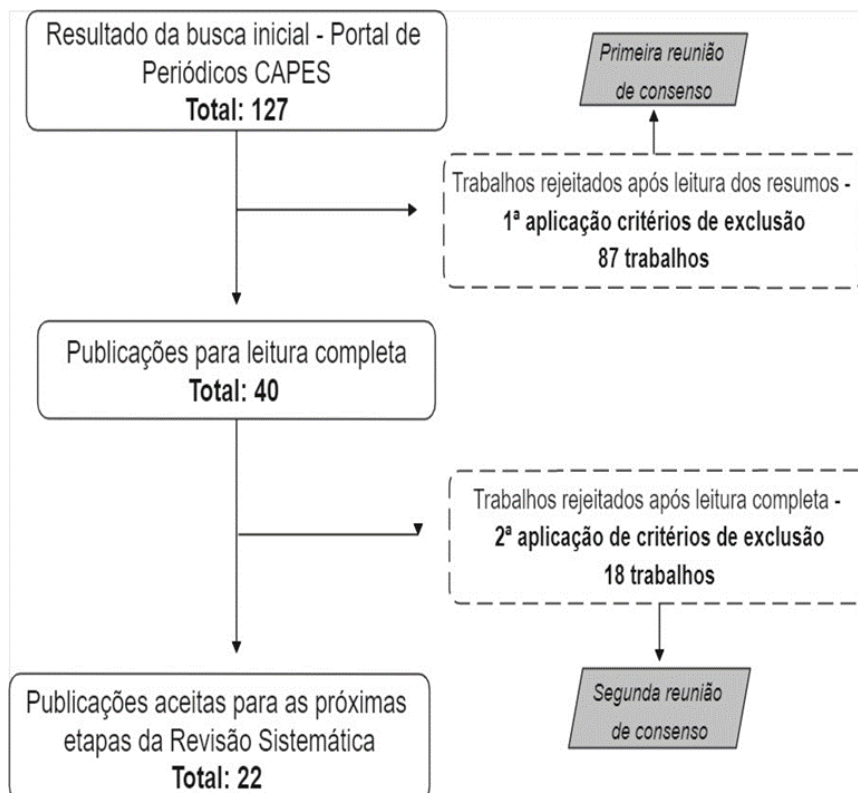 Resultado da busca inicial - Portal de
Periódicos CAPES
Total: 127
Primeira reunião
de consenso
Trabalhos rejeitados após leitura dos resumos -
1ª aplicação critérios de exclusão
87 trabalhos
Publicações para leitura completa
Total: 40
Trabalhos rejeitados após leitura completa -
2ª aplicação de critérios de exclusão
18 trabalhos
Publicações aceitas para as próximas
etapas da Revisão Sistemática
Total: 22
Segunda reunião
de consenso